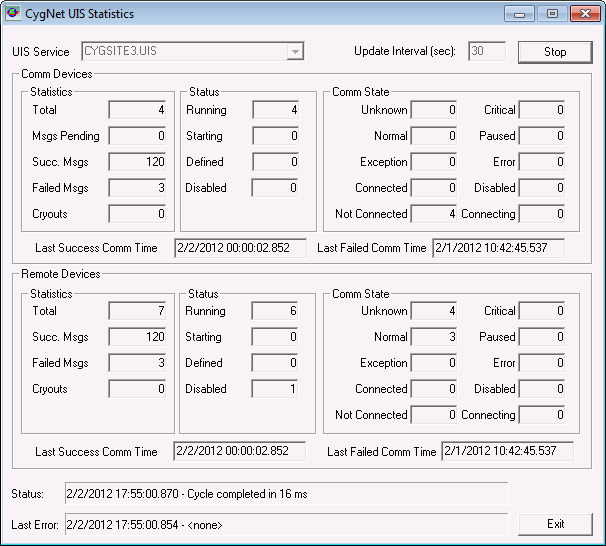 CygNet UIS Statistics
UIS Service CYGSITE3.UIS Update Interval (sec): 30 Stop
Comm Devices
Statistics Status Comm State
Total 4 Running 4 Unknown 0 Critical 0
Msgs Pending 0 Starting 0 Normal 0 Paused 0
Succ. Msgs 120 Defined 0 Exception 0 Error 0
Failed Msgs 3 Disabled 0 Connected 0 Disabled 0
Cryouts 0 Not Connected 4 Connecting 0
Last Success Comm Time 2/2/2012 00:00:02.852 Last Failed Comm Time 2/1/2012 10:42:45.537
Remote Devices
Statistics Status Comm State
Total 7 Running 6 Unknown 4 Critical 0
Succ. Msgs 120 Starting 0 Normal 3 Paused 0
Failed Msgs 3 Defined 0 Exception 0 Error 0
Cryouts 0 Disabled 1 Connected 0 Disabled 0
Not Connected 0 Connecting 0
Last Success Comm Time 2/2/2012 00:00:02.852 Last Failed Comm Time 2/1/2012 10:42:45.537
Status: 2/2/2012 17:55:00.870 - Cycle completed in 16 ms
Last Error: 2/2/2012 17:55:00.854 - <none> Exit